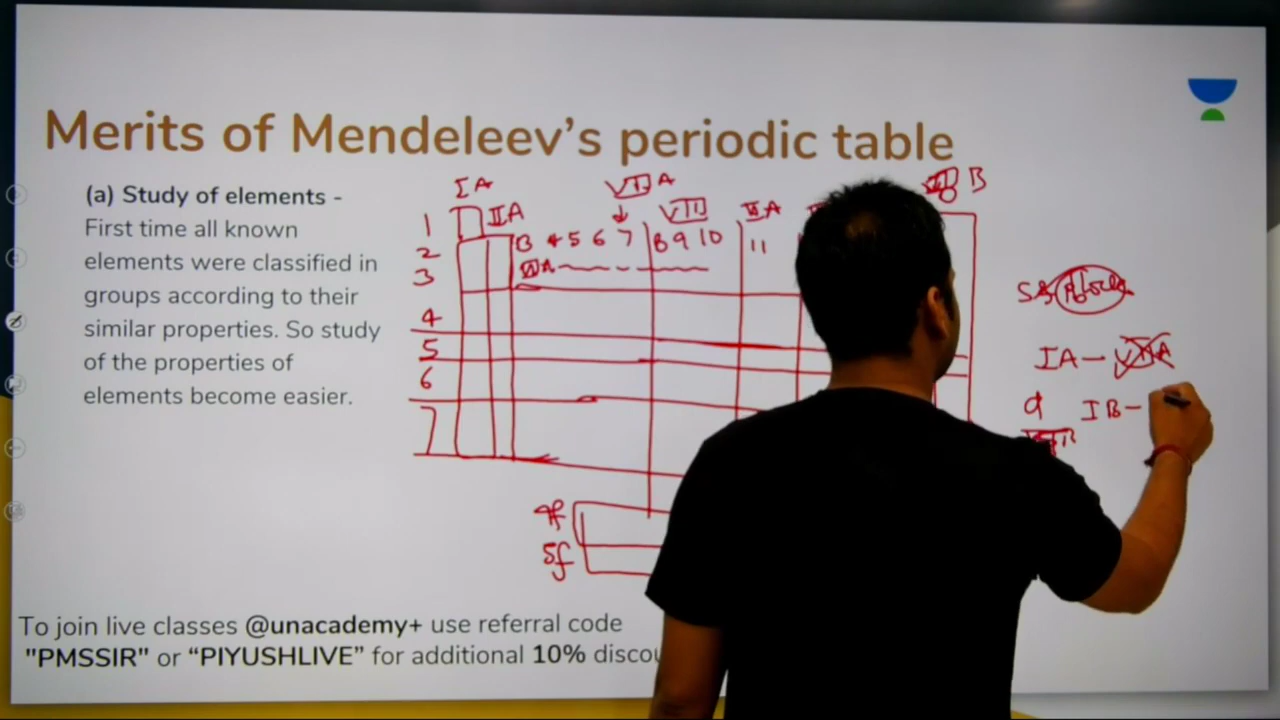 Merits of Mendeleev's periodic table
(a) Study of elements -
First time all known
elements were classified in
groups according to their
similar properties. So study
of the properties of
elements become easier.
IA
VII A
B
IIA
VIII
1
4 5 6 7 8 9 10
11
2
3
4
5
6
7
4f
5f
IA - VIIA
d IB -
To join live classes @unacademy+ use referral code
"PMSSIR" or “PIYUSHLIVE” for additional 10%